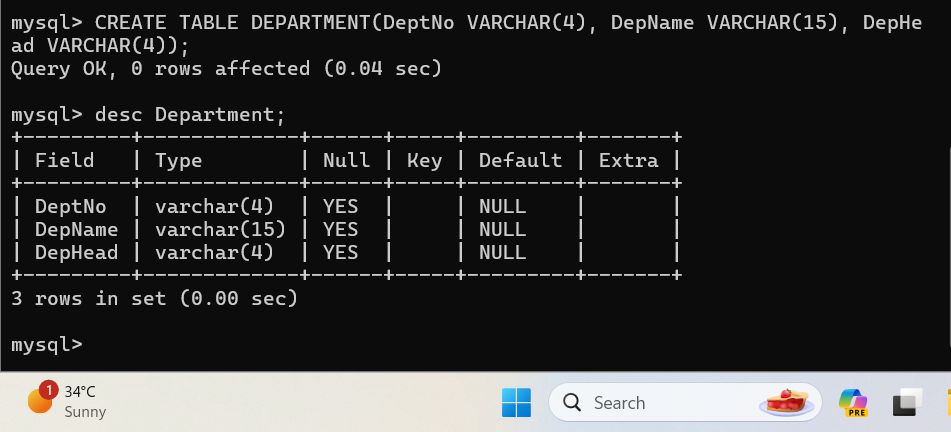 mysql> CREATE TABLE DEPARTMENT(DeptNo VARCHAR(4), DepName VARCHAR(15), DepHe
ad VARCHAR(4));
Query OK, 0 rows affected (0.04 sec)
mysql> desc Department;
+---------+-------------+------+-----+---------+-------+
| Field   | Type        | Null | Key | Default | Extra |
+---------+-------------+------+-----+---------+-------+
| DeptNo  | varchar(4)  | YES  |     | NULL    |       |
| DepName | varchar(15) | YES  |     | NULL    |       |
| DepHead | varchar(4)  | YES  |     | NULL    |       |
+---------+-------------+------+-----+---------+-------+
3 rows in set (0.00 sec)
mysql>
1
34°C
Sunny
Search
PRE